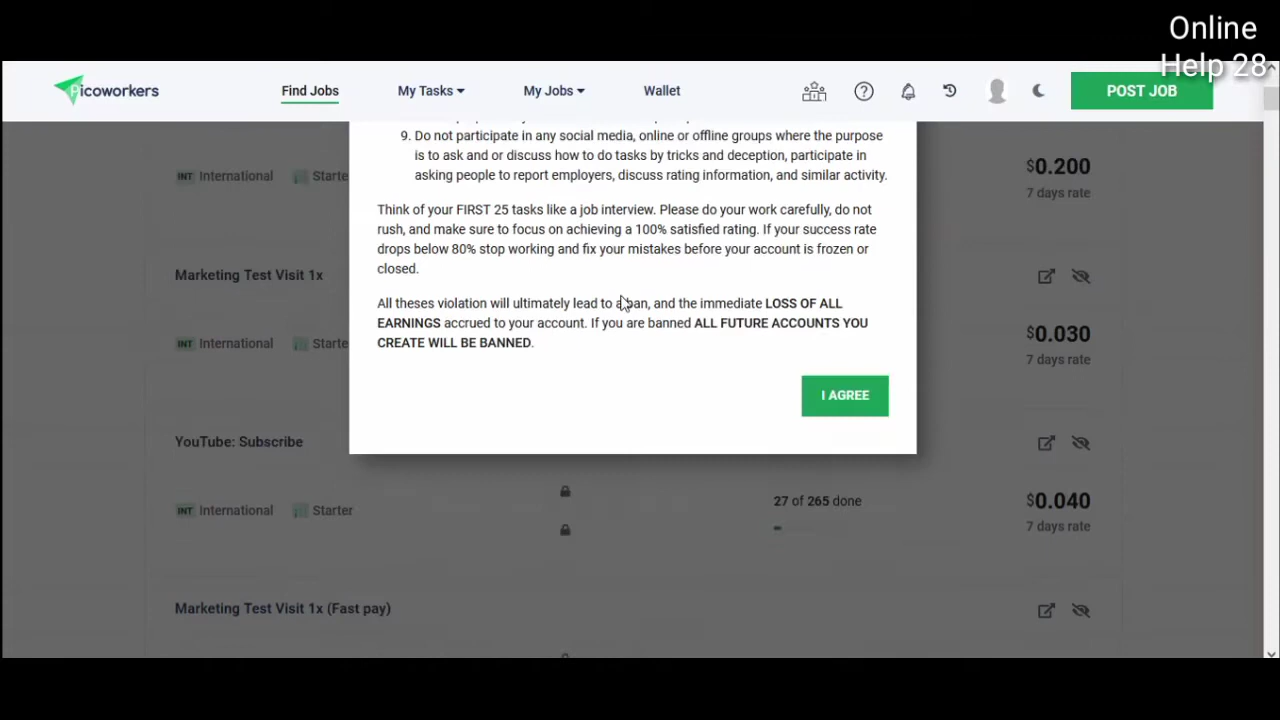 Online
Help 28
Picoworkers
Find Jobs
My Tasks
My Jobs
Wallet
POST JOB
9. Do not participate in any social media, online or offline groups where the purpose
is to ask and or discuss how to do tasks by tricks and deception, participate in
asking people to report employers, discuss rating information, and similar activity.
Think of your FIRST 25 tasks like a job interview. Please do your work carefully, do not
rush, and make sure to focus on achieving a 100% satisfied rating. If your success rate
drops below 80% stop working and fix your mistakes before your account is frozen or
closed.
All theses violation will ultimately lead to a ban, and the immediate LOSS OF ALL
EARNINGS accrued to your account. If you are banned ALL FUTURE ACCOUNTS YOU
CREATE WILL BE BANNED.
I AGREE
INT International Starte
$0.200
7 days rate
Marketing Test Visit 1x
INT International Starte
$0.030
7 days rate
YouTube: Subscribe
INT International Starter
27 of 265 done
$0.040
7 days rate
Marketing Test Visit 1x (Fast pay)